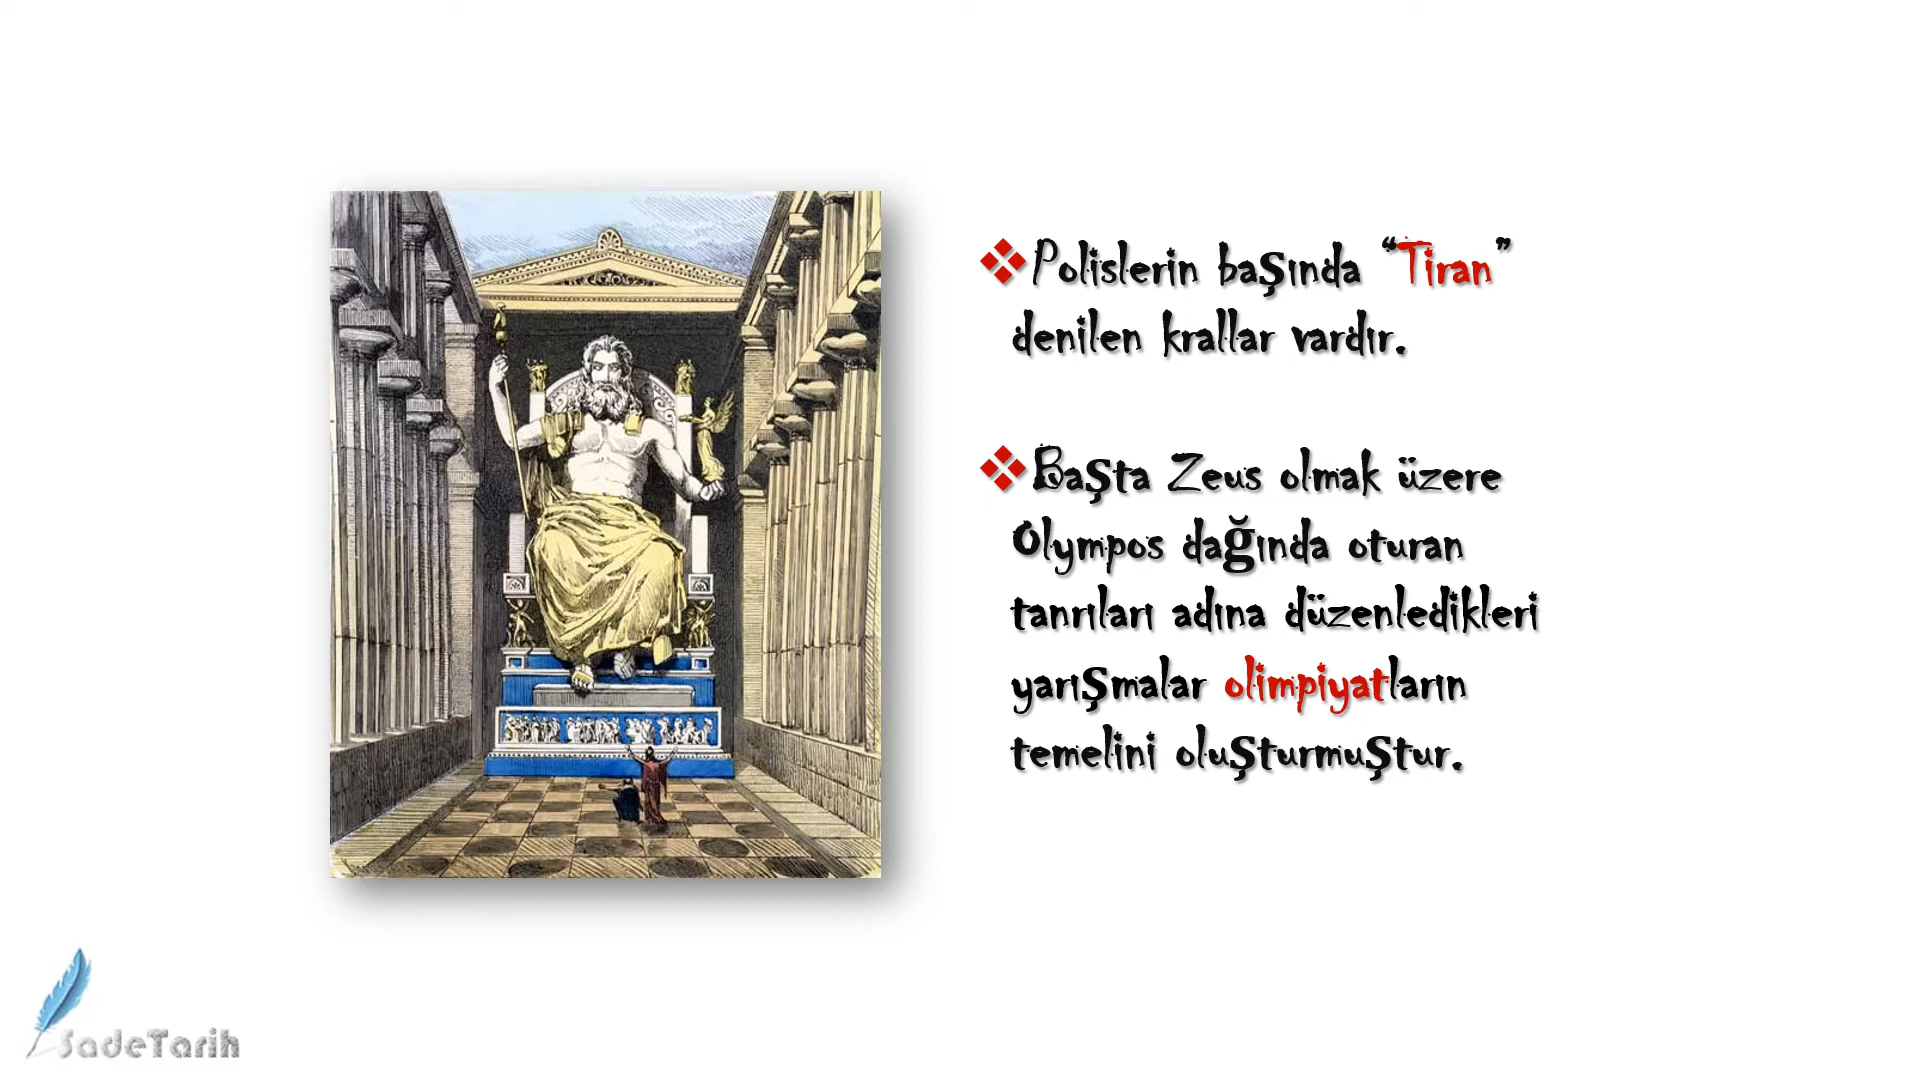 ❖Polislerin başında “Tiran”
denilen krallar vardır.
❖Başta Zeus olmak üzere
Olympos dağında oturan
tanrıları adına düzenledikleri
yarışmalar olimpiyatların
temelini oluşturmuştur.
SadeTarih